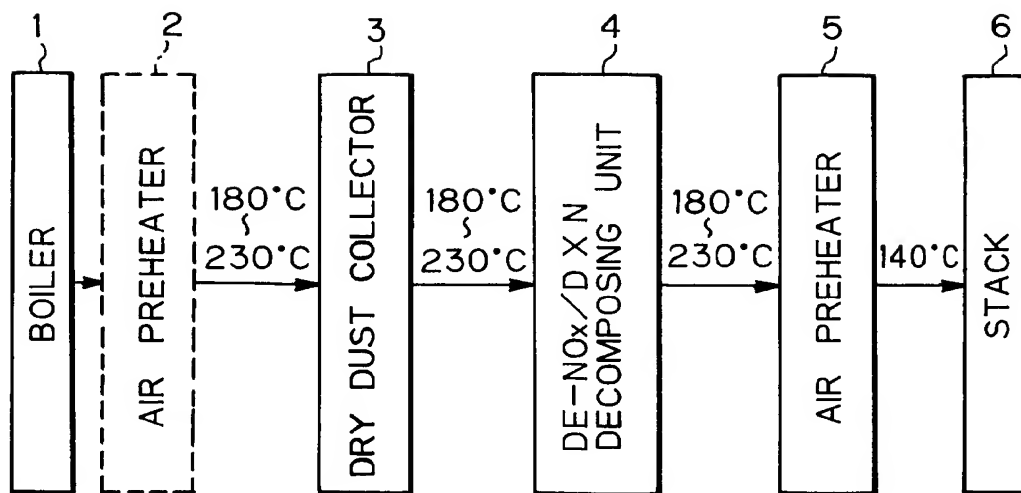 1
2
3
4
5
6
BOILER
AIR PREHEATER
180°C
~
230°C
DRY DUST COLLECTOR
180°C
~
230°C
DE-NOx/DXN
DECOMPOSING UNIT
180°C
~
230°C
AIR PREHEATER
140°C
STACK